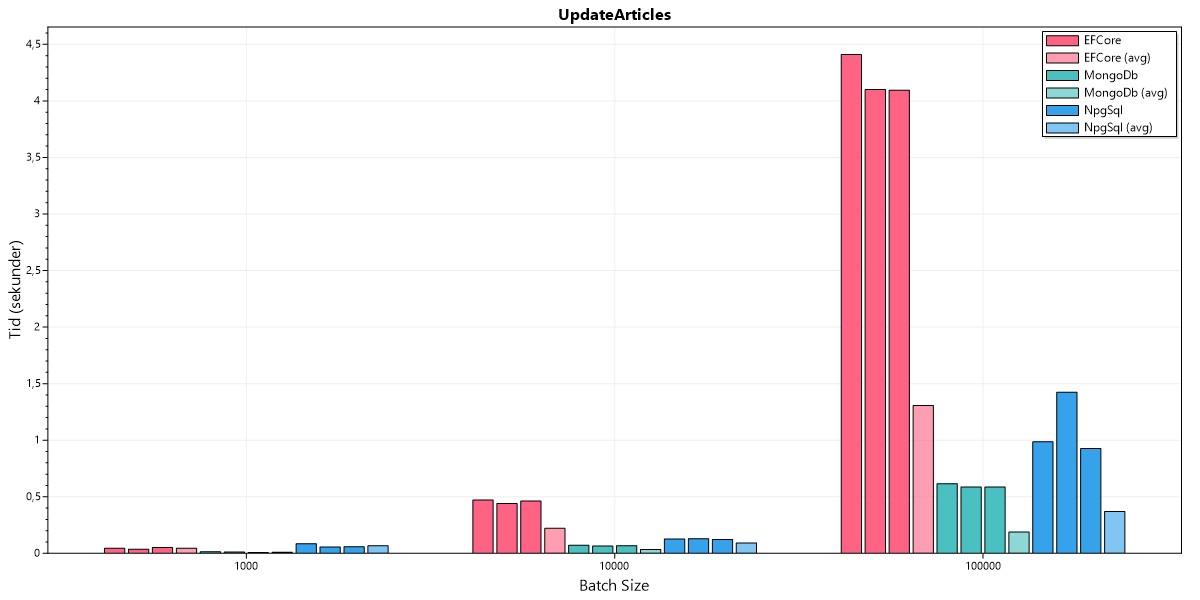 UpdateArticles
EFCore
EFCore (avg)
MongoDb
MongoDb (avg)
NpgSql
NpgSql (avg)
Tid (sekunder)
4,5
4
3,5
3
2,5
2
1,5
1
0,5
0
1000
10000
100000
Batch Size